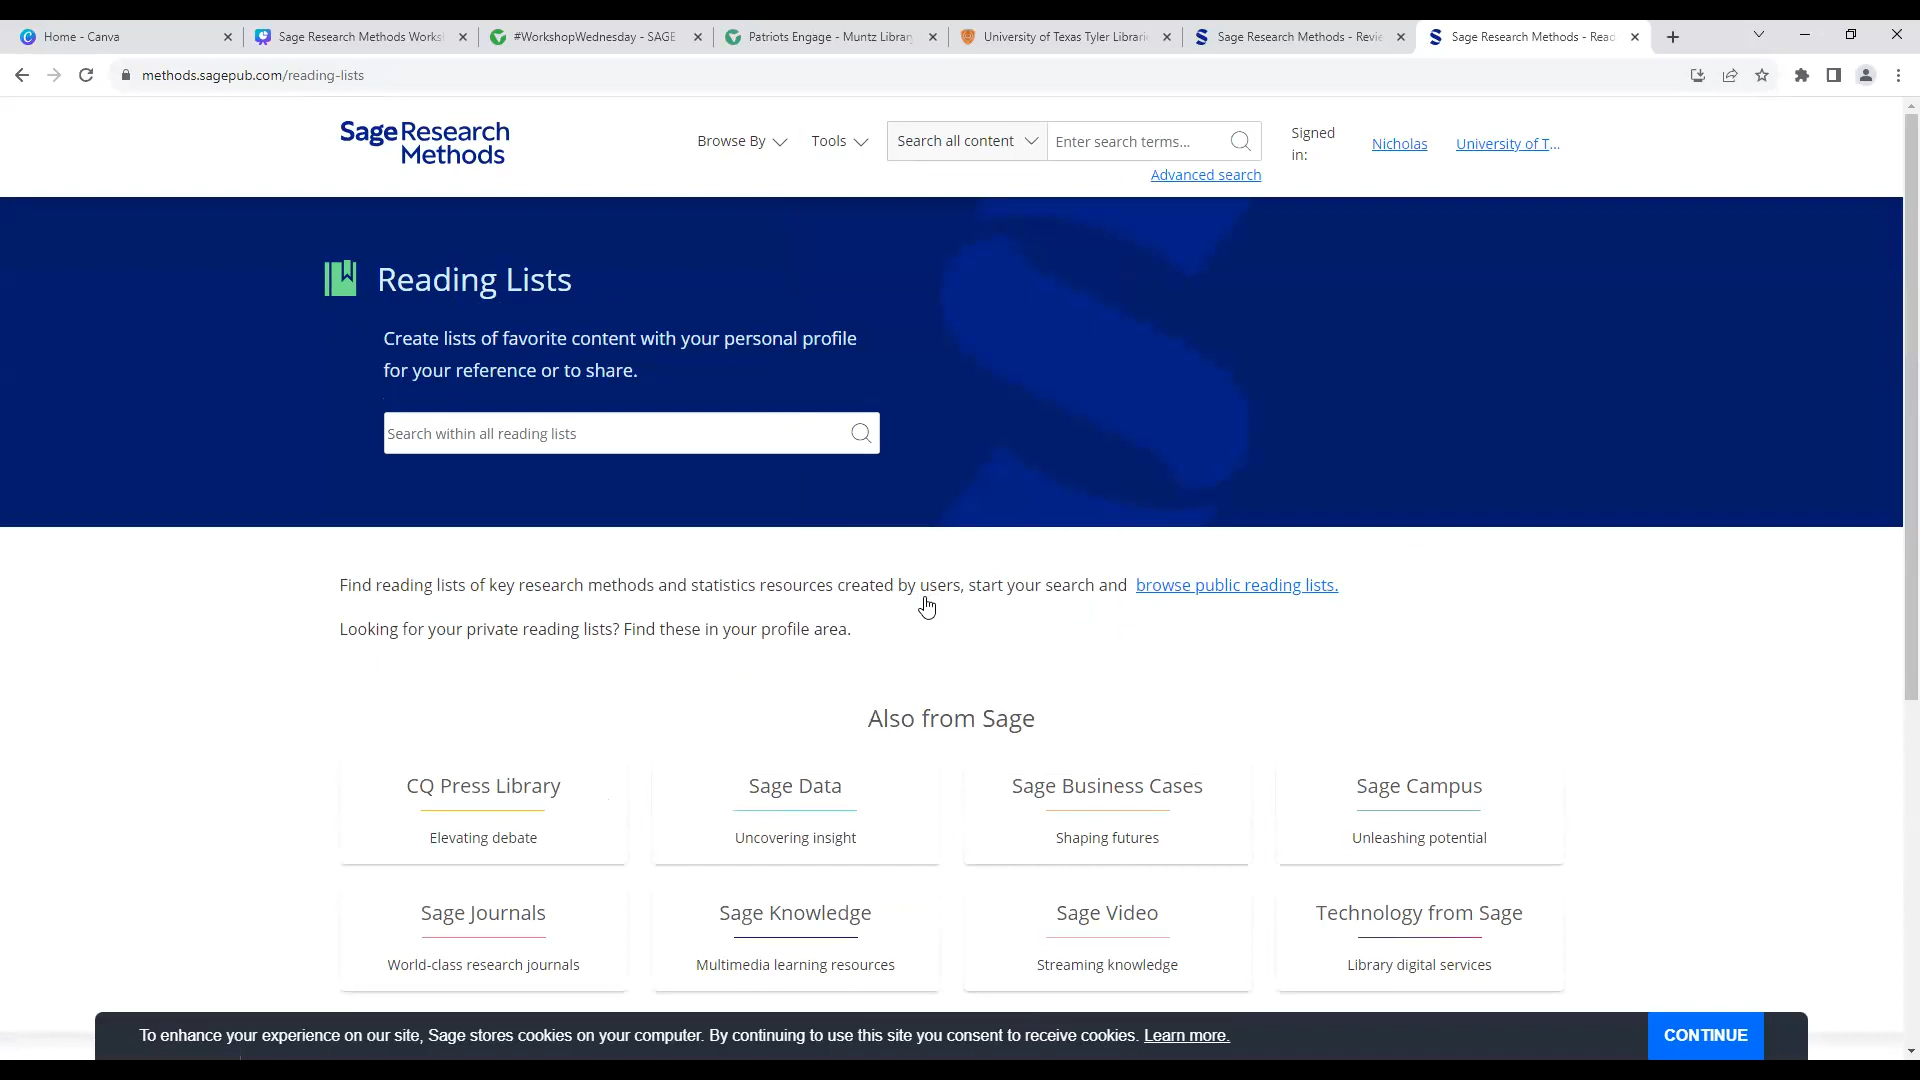 Home - Canva
Sage Research Methods Works
#WorkshopWednesday - SAGE
Patriots Engage - Muntz Library
University of Texas Tyler Librari
Sage Research Methods - Revie
Sage Research Methods - Read
methods.sagepub.com/reading-lists
Sage Research
Methods
Browse By
Tools
Search all content
Enter search terms...
Signed
in:
Nicholas
University of T...
Advanced search
Reading Lists
Create lists of favorite content with your personal profile
for your reference or to share.
Search within all reading lists
Find reading lists of key research methods and statistics resources created by users, start your search and browse public reading lists.
Looking for your private reading lists? Find these in your profile area.
Also from Sage
CQ Press Library
Elevating debate
Sage Data
Uncovering insight
Sage Business Cases
Shaping futures
Sage Campus
Unleashing potential
Sage Journals
World-class research journals
Sage Knowledge
Multimedia learning resources
Sage Video
Streaming knowledge
Technology from Sage
Library digital services
To enhance your experience on our site, Sage stores cookies on your computer. By continuing to use this site you consent to receive cookies. Learn more.
CONTINUE